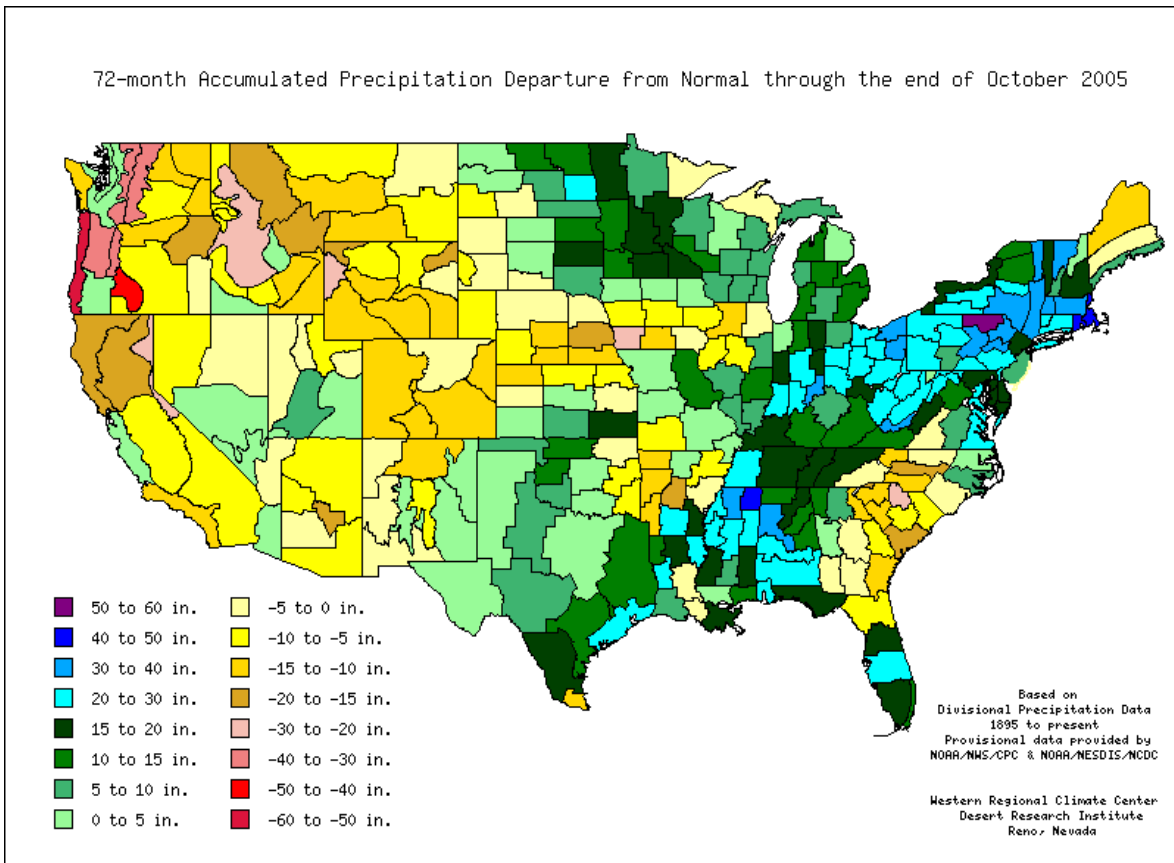 72-month Accumulated Precipitation Departure from Normal through the end of October 2005
50 to 60 in.
40 to 50 in.
30 to 40 in.
20 to 30 in.
15 to 20 in.
10 to 15 in.
5 to 10 in.
0 to 5 in.
-5 to 0 in.
-10 to -5 in.
-15 to -10 in.
-20 to -15 in.
-30 to -20 in.
-40 to -30 in.
-50 to -40 in.
-60 to -50 in.
Based on
Divisional Precipitation Data
1895 to present
Provisional data provided by
NOAA/NWS/CPC & NOAA/NESDIS/NCDC
Western Regional Climate Center
Desert Research Institute
Reno, Nevada